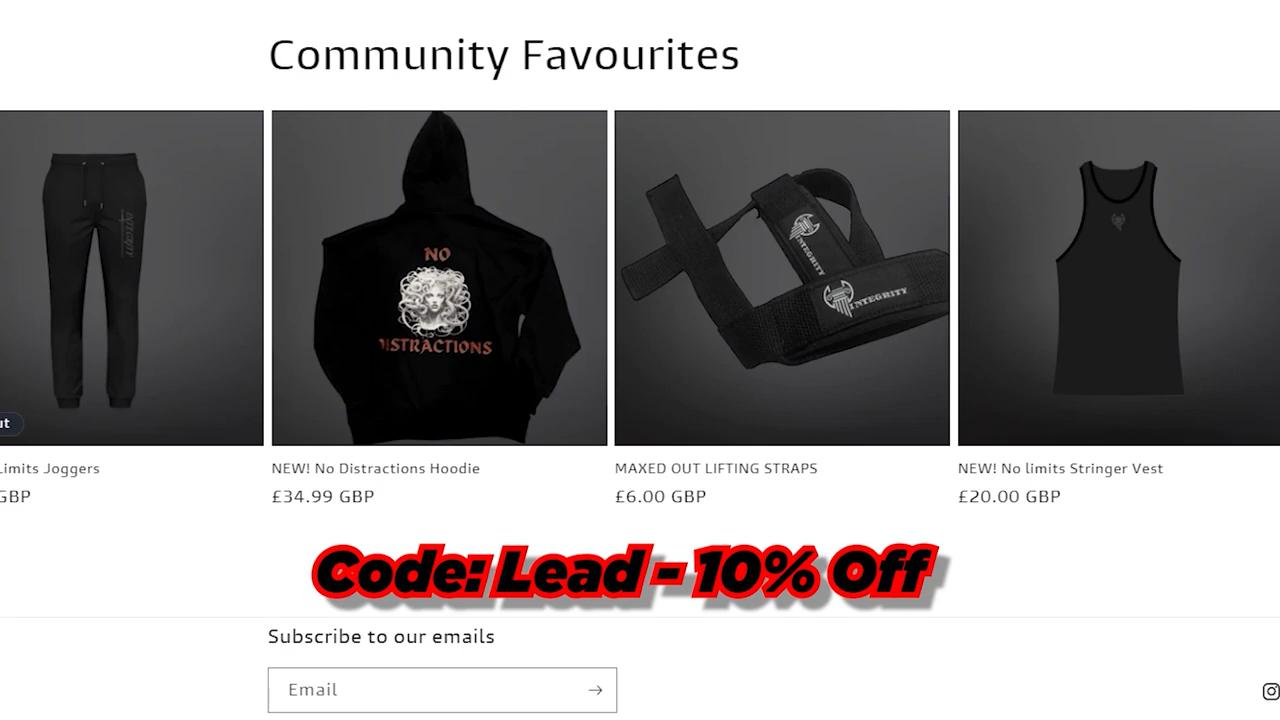 Community Favourites
INTEGRITY
NO
DISTRACTIONS
INTEGRITY
INTEGRITY
ut
Limits Joggers
GBP
NEW! No Distractions Hoodie
£34.99 GBP
MAXED OUT LIFTING STRAPS
£6.00 GBP
NEW! No limits Stringer Vest
£20.00 GBP
Code: Lead - 10% Off
Subscribe to our emails
Email